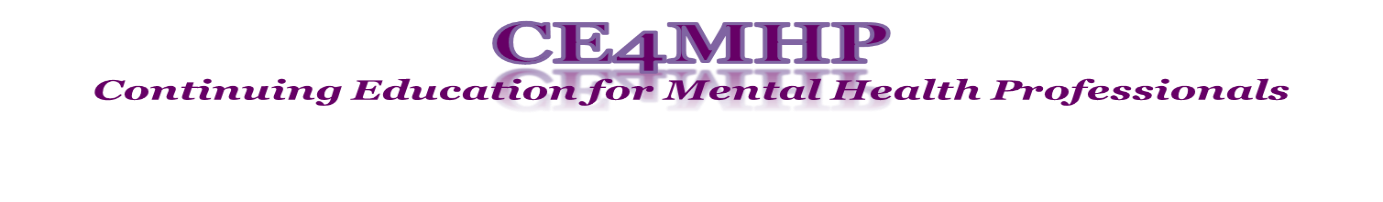 CE4MHP
Continuing Education for Mental Health Professionals